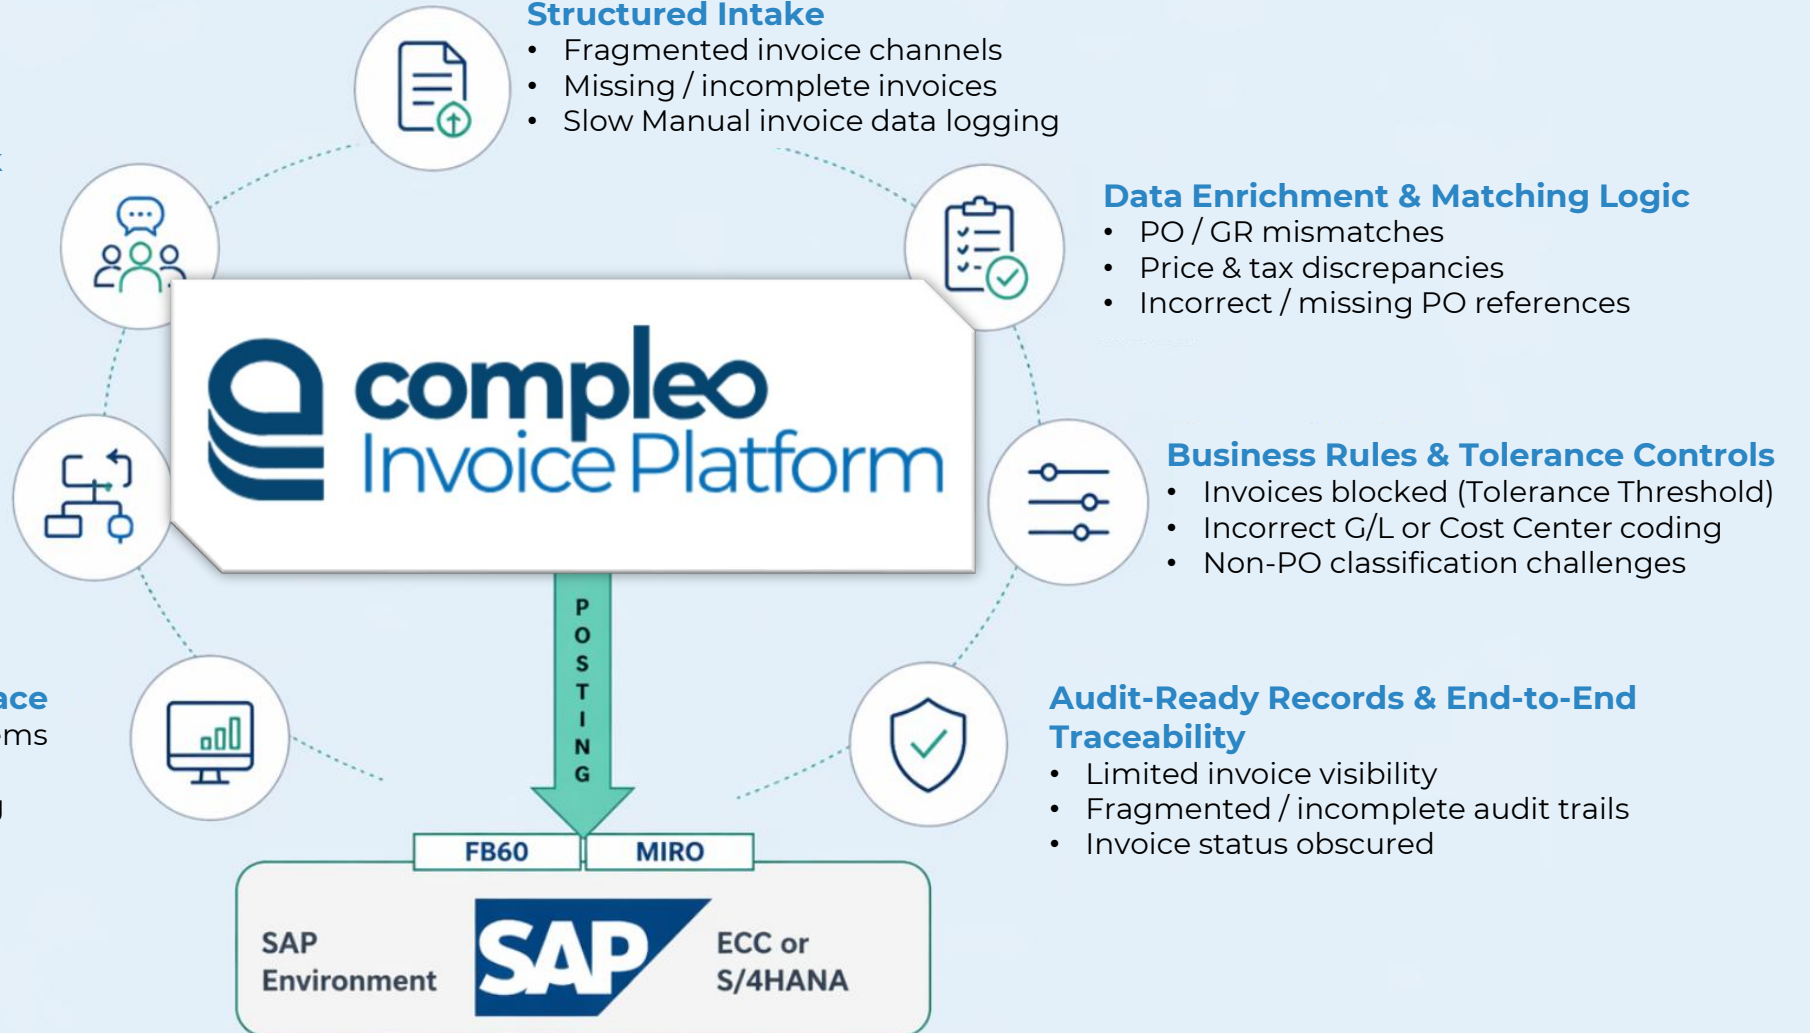 Structured Intake
• Fragmented invoice channels
• Missing / incomplete invoices
• Slow Manual invoice data logging
Data Enrichment & Matching Logic
• PO / GR mismatches
• Price & tax discrepancies
• Incorrect / missing PO references
compleo
Invoice Platform
Business Rules & Tolerance Controls
• Invoices blocked (Tolerance Threshold)
• Incorrect G/L or Cost Center coding
• Non-PO classification challenges
POSTING
Audit-Ready Records & End-to-End
Traceability
• Limited invoice visibility
• Fragmented / incomplete audit trails
• Invoice status obscured
FB60
MIRO
SAP
Environment
SAP
ECC or
S/4HANA